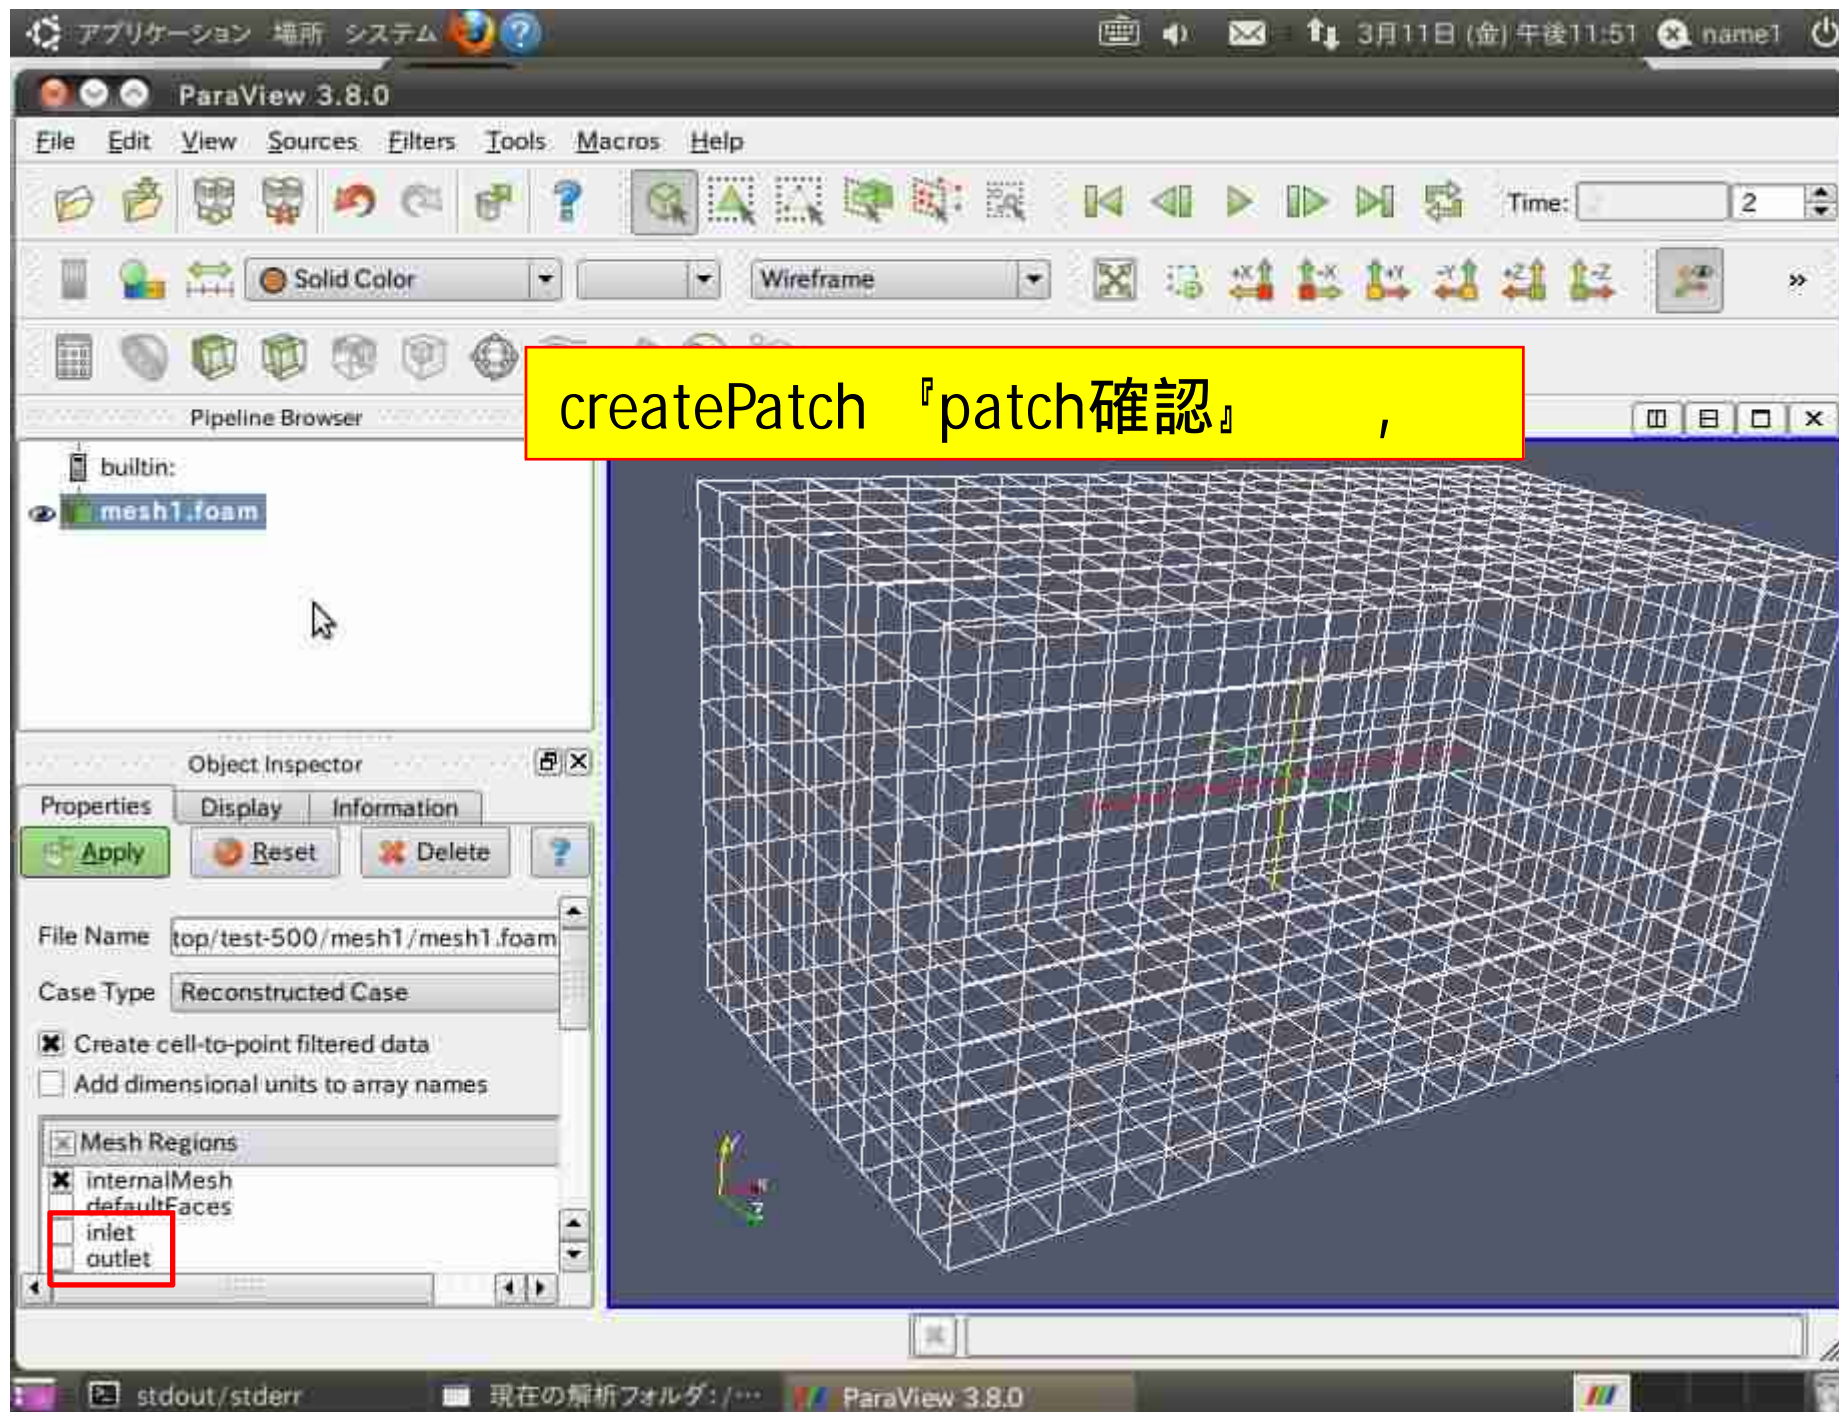 アプリケーション 場所 システム 3月11日 (金) 午後11:51 name1
ParaView 3.8.0
File Edit View Sources Filters Tools Macros Help
Time: 2
Solid Color Wireframe
createPatch 『patch確認』 ,
Pipeline Browser
builtin:
mesh1.foam
Object Inspector
Properties Display Information
Apply Reset Delete
File Name top/test-500/mesh1/mesh1.foam
Case Type Reconstructed Case
Create cell-to-point filtered data
Add dimensional units to array names
Mesh Regions
internalMesh
defaultFaces
inlet
outlet
Y
Z
stdout/stderr 現在の解析フォルダ:/… ParaView 3.8.0